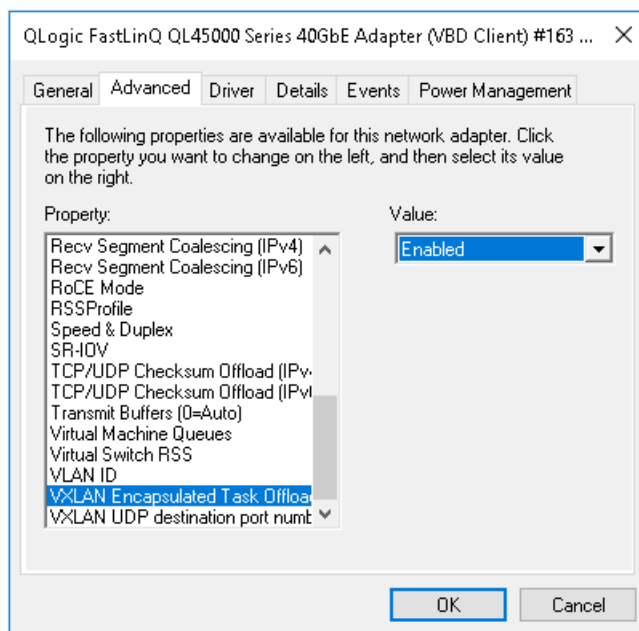 QLogic FastLinQ QL45000 Series 40GbE Adapter (VBD Client) #163 ...
General Advanced Driver Details Events Power Management
The following properties are available for this network adapter. Click
the property you want to change on the left, and then select its value
on the right.
Property: Value:
Recv Segment Coalescing (IPv4) Enabled
Recv Segment Coalescing (IPv6)
RoCE Mode
RSSProfile
Speed & Duplex
SR-IOV
TCP/UDP Checksum Offload (IPv
TCP/UDP Checksum Offload (IPv
Transmit Buffers (0=Auto)
Virtual Machine Queues
Virtual Switch RSS
VLAN ID
VXLAN Encapsulated Task Offloa
VXLAN UDP destination port numb
OK Cancel